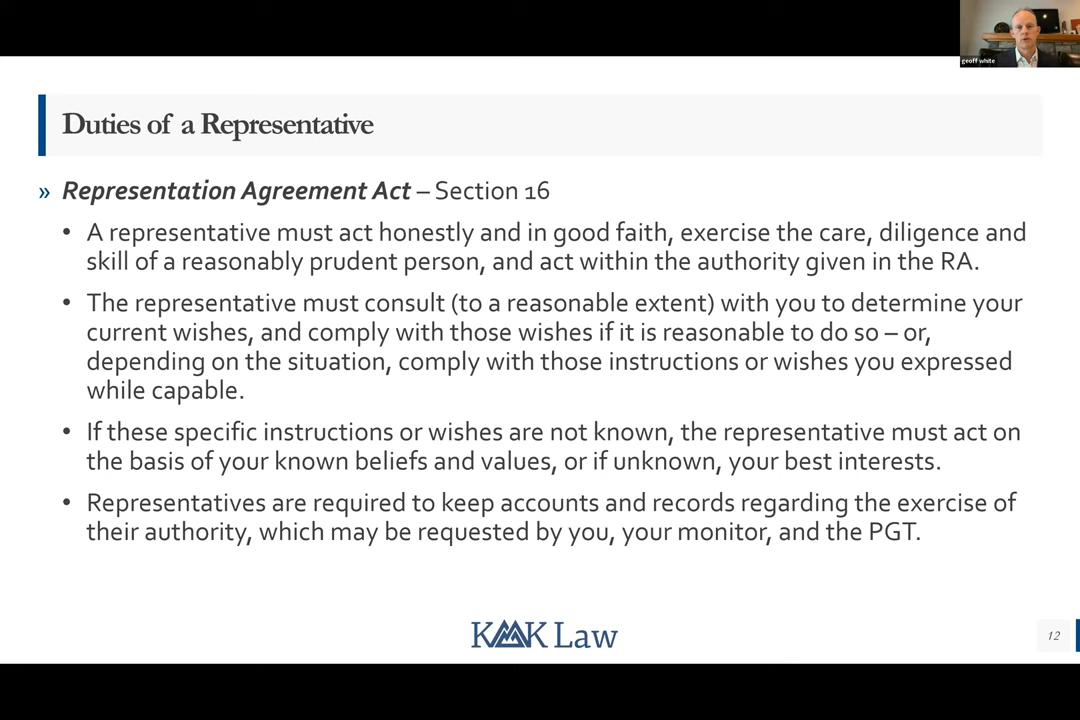 geoff white
Duties of a Representative
» Representation Agreement Act – Section 16
• A representative must act honestly and in good faith, exercise the care, diligence and
skill of a reasonably prudent person, and act within the authority given in the RA.
• The representative must consult (to a reasonable extent) with you to determine your
current wishes, and comply with those wishes if it is reasonable to do so – or,
depending on the situation, comply with those instructions or wishes you expressed
while capable.
• If these specific instructions or wishes are not known, the representative must act on
the basis of your known beliefs and values, or if unknown, your best interests.
• Representatives are required to keep accounts and records regarding the exercise of
their authority, which may be requested by you, your monitor, and the PGT.
KMK Law
12